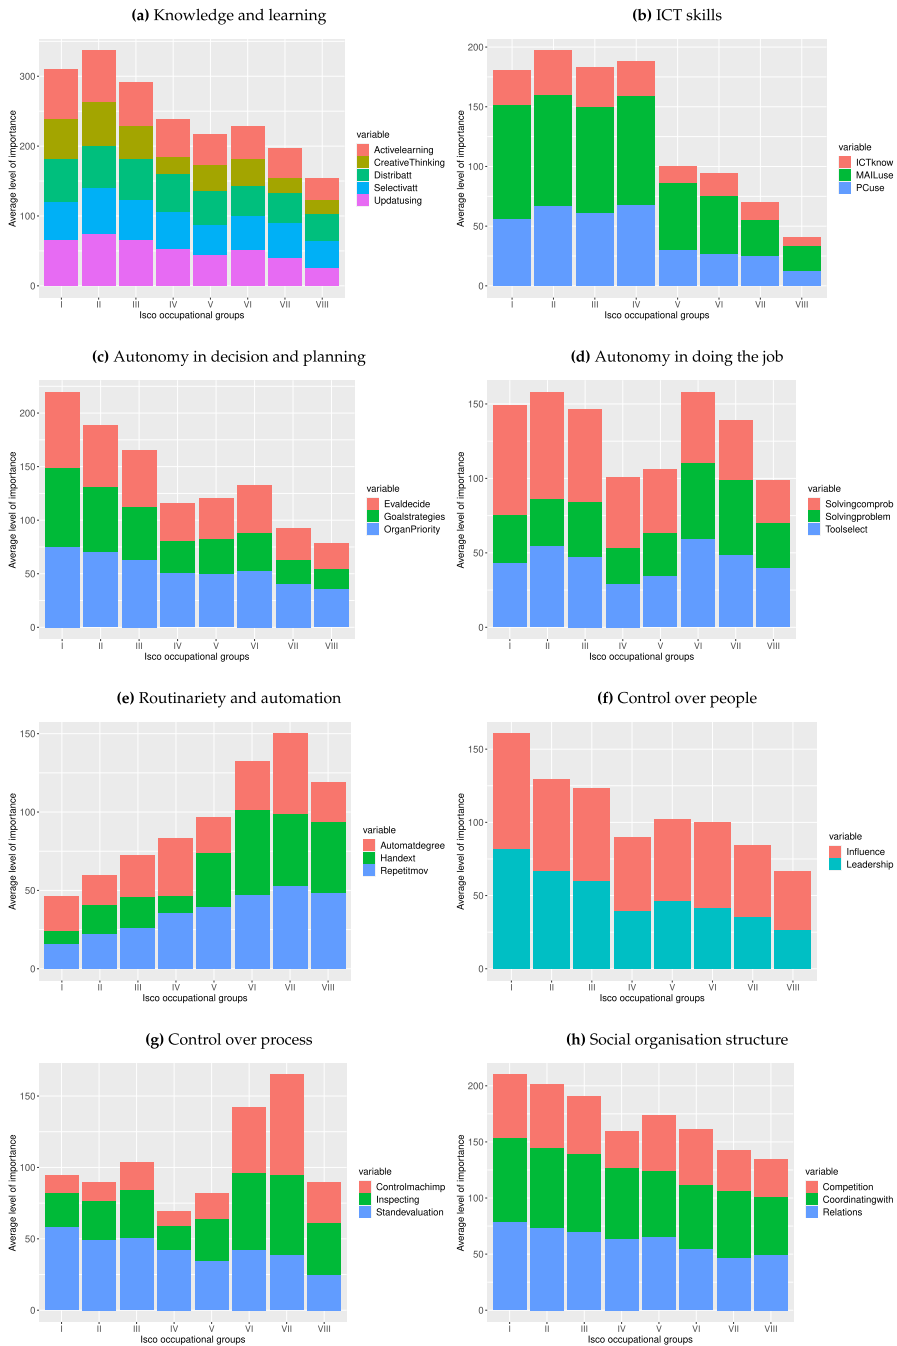 (a) Knowledge and learning
Average level of importance
300
200
100
0
I II III IV V VI VII VIII
Isco occupational groups
variable
Activelearning
CreativeThinking
Distribatt
Selectivatt
Updatusing
(b) ICT skills
Average level of importance
200
150
100
50
0
I II III IV V VI VII VIII
Isco occupational groups
variable
ICTknow
MAILuse
PCuse
(c) Autonomy in decision and planning
Average level of importance
200
150
100
50
0
I II III IV V VI VII VIII
Isco occupational groups
variable
Evaldecide
Goalstrategies
OrganPriority
(d) Autonomy in doing the job
Average level of importance
150
100
50
0
I II III IV V VI VII VIII
Isco occupational groups
variable
Solvingcomprob
Solvingproblem
Toolselect
(e) Routinariety and automation
Average level of importance
150
100
50
0
I II III IV V VI VII VIII
Isco occupational groups
variable
Automatdegree
Handext
Repetitmov
(f) Control over people
Average level of importance
150
100
50
0
I II III IV V VI VII VIII
Isco occupational groups
variable
Influence
Leadership
(g) Control over process
Average level of importance
150
100
50
0
I II III IV V VI VII VIII
Isco occupational groups
variable
Controlmachimp
Inspecting
Standevaluation
(h) Social organisation structure
Average level of importance
200
150
100
50
0
I II III IV V VI VII VIII
Isco occupational groups
variable
Competition
Coordinatingwith
Relations